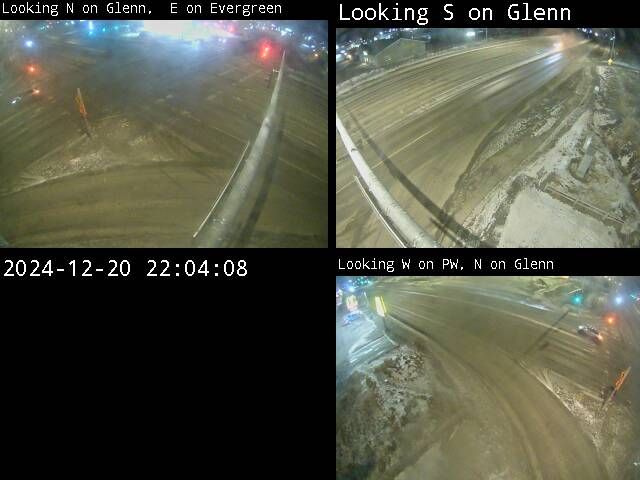 Looking N on Glenn,  E on Evergreen
Looking S on Glenn
2024-12-20 22:04:08
Looking W on PW, N on Glenn